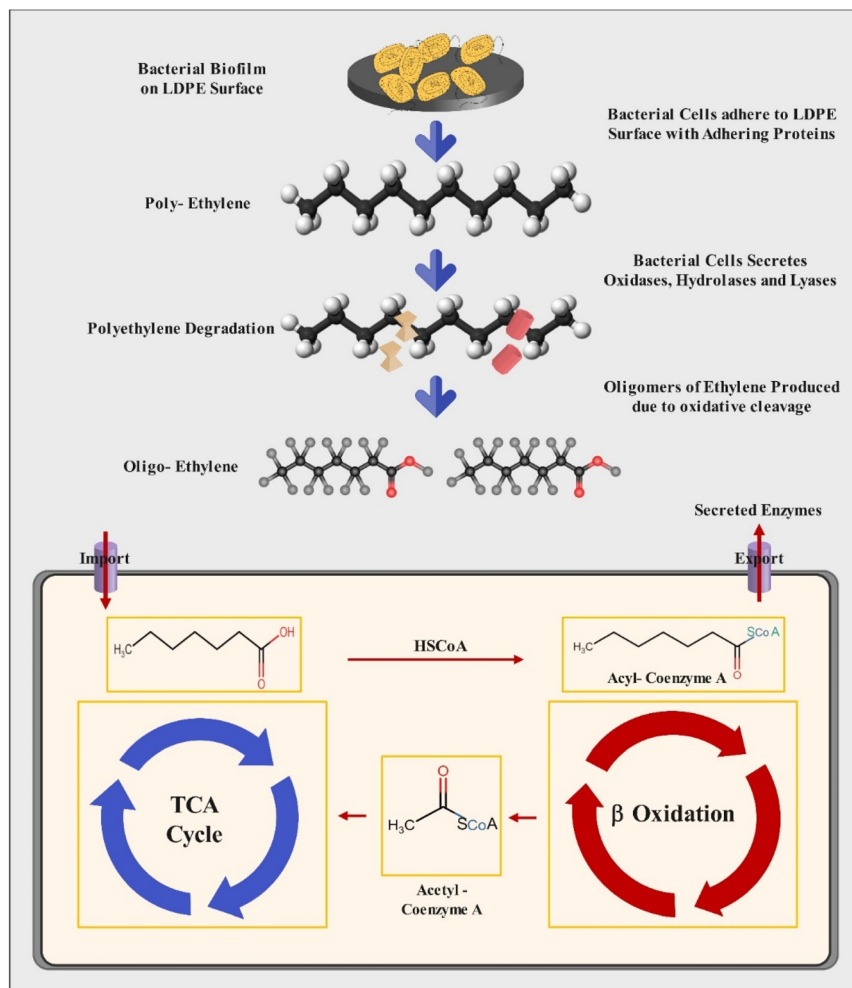 Bacterial Biofilm
on LDPE Surface
Bacterial Cells adhere to LDPE
Surface with Adhering Proteins
Poly- Ethylene
Bacterial Cells Secretes
Oxidases, Hydrolases and Lyases
Polyethylene Degradation
Oligomers of Ethylene Produced
due to oxidative cleavage
Oligo- Ethylene
Secreted Enzymes
Import
Export
H3C
OH
O
HSCoA
H3C
SCoA
O
Acyl- Coenzyme A
TCA
Cycle
O
H3C
SCoA
Acetyl -
Coenzyme A
β Oxidation